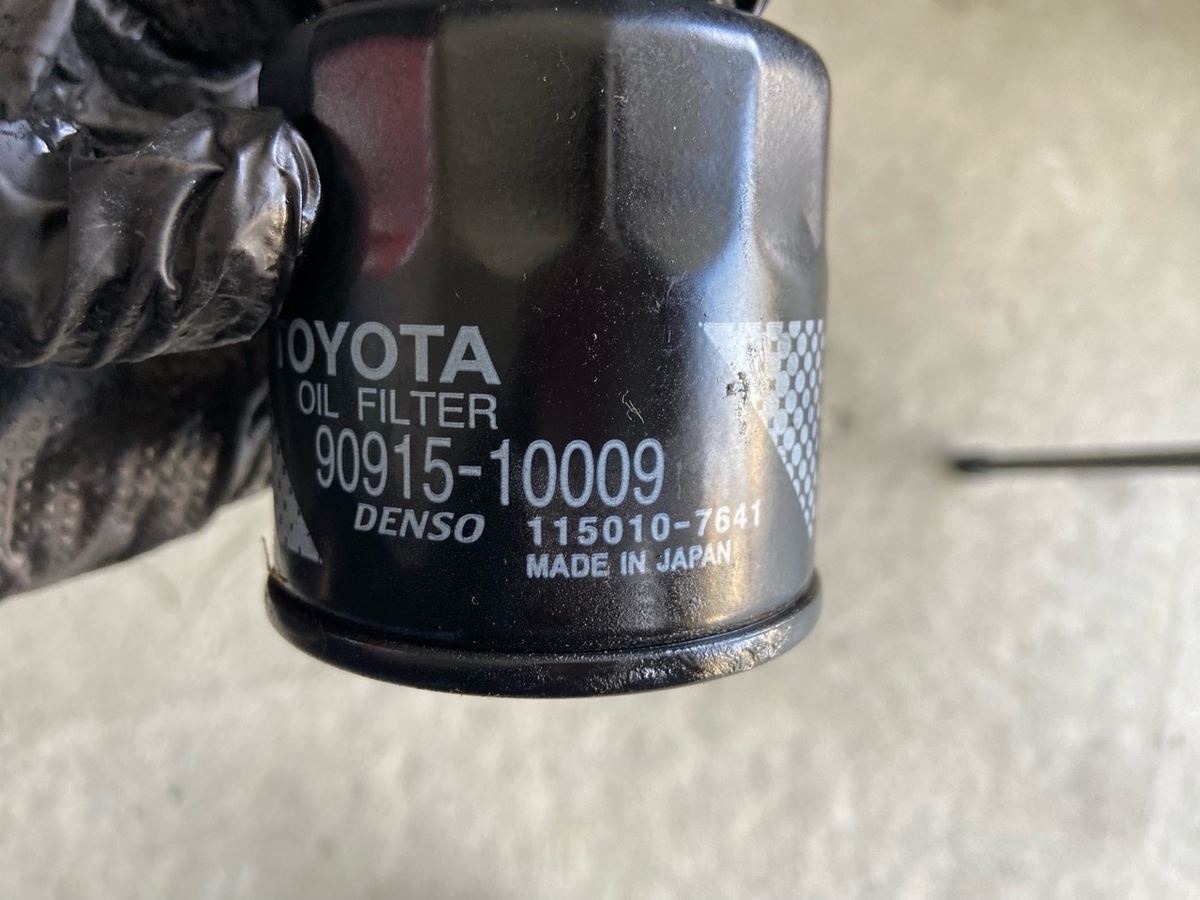 TOYOTA
OIL FILTER
90915-10009
DENSO 115010-7641
MADE IN JAPAN